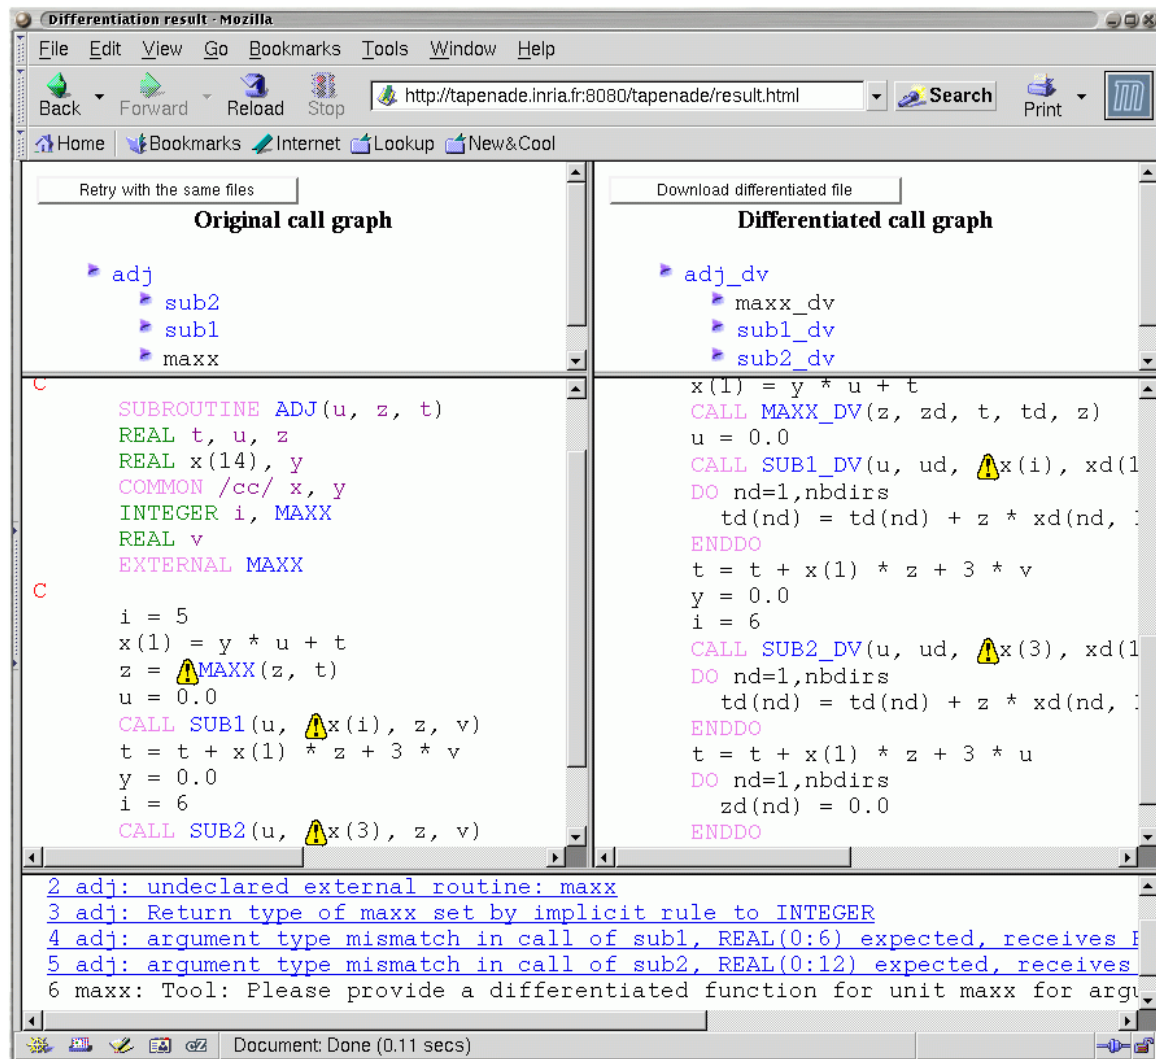 Differentiation result - Mozilla
File Edit View Go Bookmarks Tools Window Help
Back Forward Reload Stop http://tapenade.inria.fr:8080/tapenade/result.html Search Print
Home Bookmarks Internet Lookup New&Cool
Retry with the same files
Original call graph
adj
sub2
sub1
maxx
Download differentiated file
Differentiated call graph
adj_dv
maxx_dv
sub1_dv
sub2_dv
C
SUBROUTINE ADJ(u, z, t)
REAL t, u, z
REAL x(14), y
COMMON /cc/ x, y
INTEGER i, MAXX
REAL v
EXTERNAL MAXX
C
i = 5
x(1) = y * u + t
z = MAXX(z, t)
u = 0.0
CALL SUB1(u, x(i), z, v)
t = t + x(1) * z + 3 * v
y = 0.0
i = 6
CALL SUB2(u, x(3), z, v)
x(1) = y * u + t
CALL MAXX_DV(z, zd, t, td, z)
u = 0.0
CALL SUB1_DV(u, ud, x(i), xd(1
DO nd=1,nbdirs
td(nd) = td(nd) + z * xd(nd,
ENDDO
t = t + x(1) * z + 3 * v
y = 0.0
i = 6
CALL SUB2_DV(u, ud, x(3), xd(1
DO nd=1,nbdirs
td(nd) = td(nd) + z * xd(nd,
ENDDO
t = t + x(1) * z + 3 * u
DO nd=1,nbdirs
zd(nd) = 0.0
ENDDO
2 adj: undeclared external routine: maxx
3 adj: Return type of maxx set by implicit rule to INTEGER
4 adj: argument type mismatch in call of sub1, REAL(0:6) expected, receives
5 adj: argument type mismatch in call of sub2, REAL(0:12) expected, receives
6 maxx: Tool: Please provide a differentiated function for unit maxx for argu
Document: Done (0.11 secs)